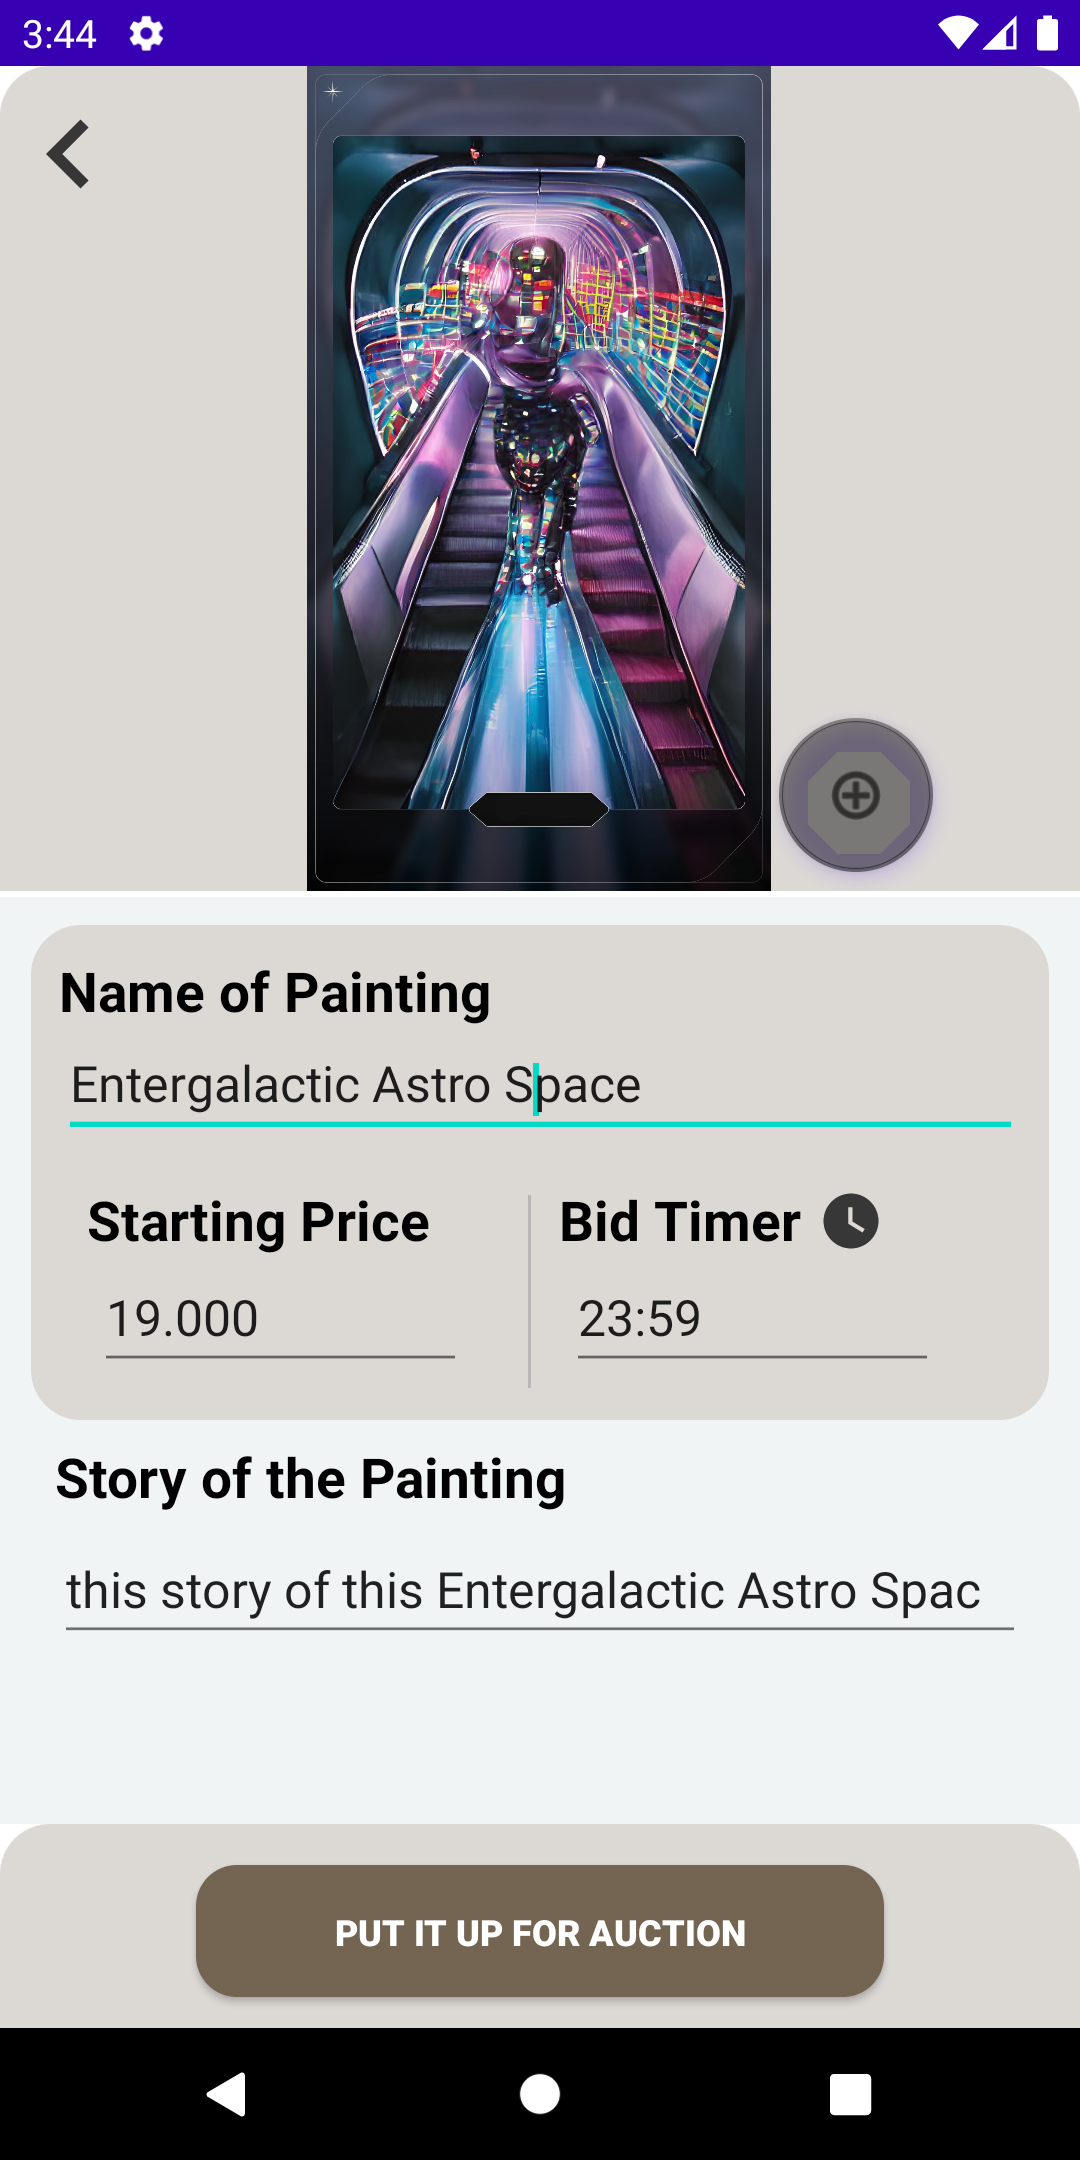 3:44
Name of Painting
Entergalactic Astro Space
Starting Price
Bid Timer
19.000
23:59
Story of the Painting
this story of this Entergalactic Astro Spac
PUT IT UP FOR AUCTION